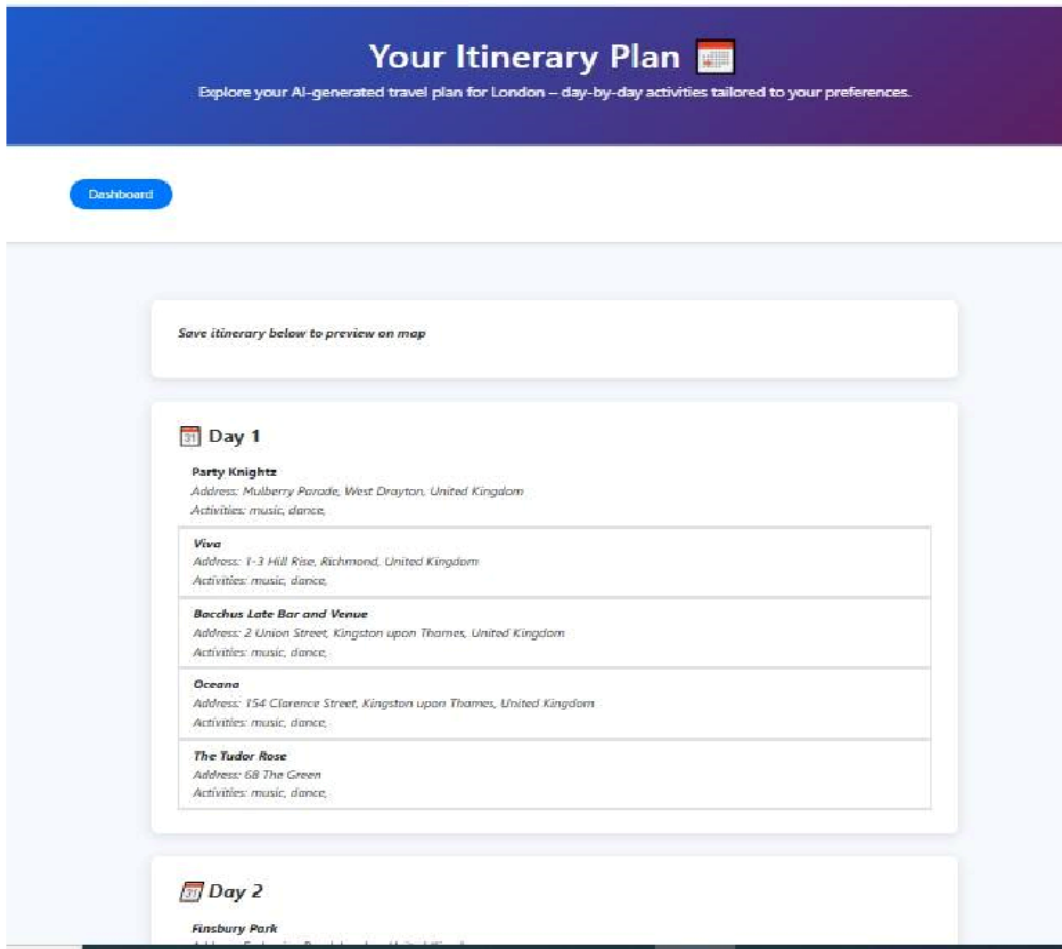 Your Itinerary Plan
Explore your AI-generated travel plan for London – day-by-day activities tailored to your preferences.
Dashboard
Save itinerary below to preview on map
31 Day 1
Party Knightz
Address: Mulberry Parade, West Drayton, United Kingdom
Activities: music, dance,
Viva
Address: 1-3 Hill Rise, Richmond, United Kingdom
Activities: music, dance,
Bacchus Late Bar and Venue
Address: 2 Union Street, Kingston upon Thames, United Kingdom
Activities: music, dance,
Oceana
Address: 154 Clarence Street, Kingston upon Thames, United Kingdom
Activities: music, dance,
The Tudor Rose
Address: 68 The Green
Activities: music, dance,
31 Day 2
Finsbury Park